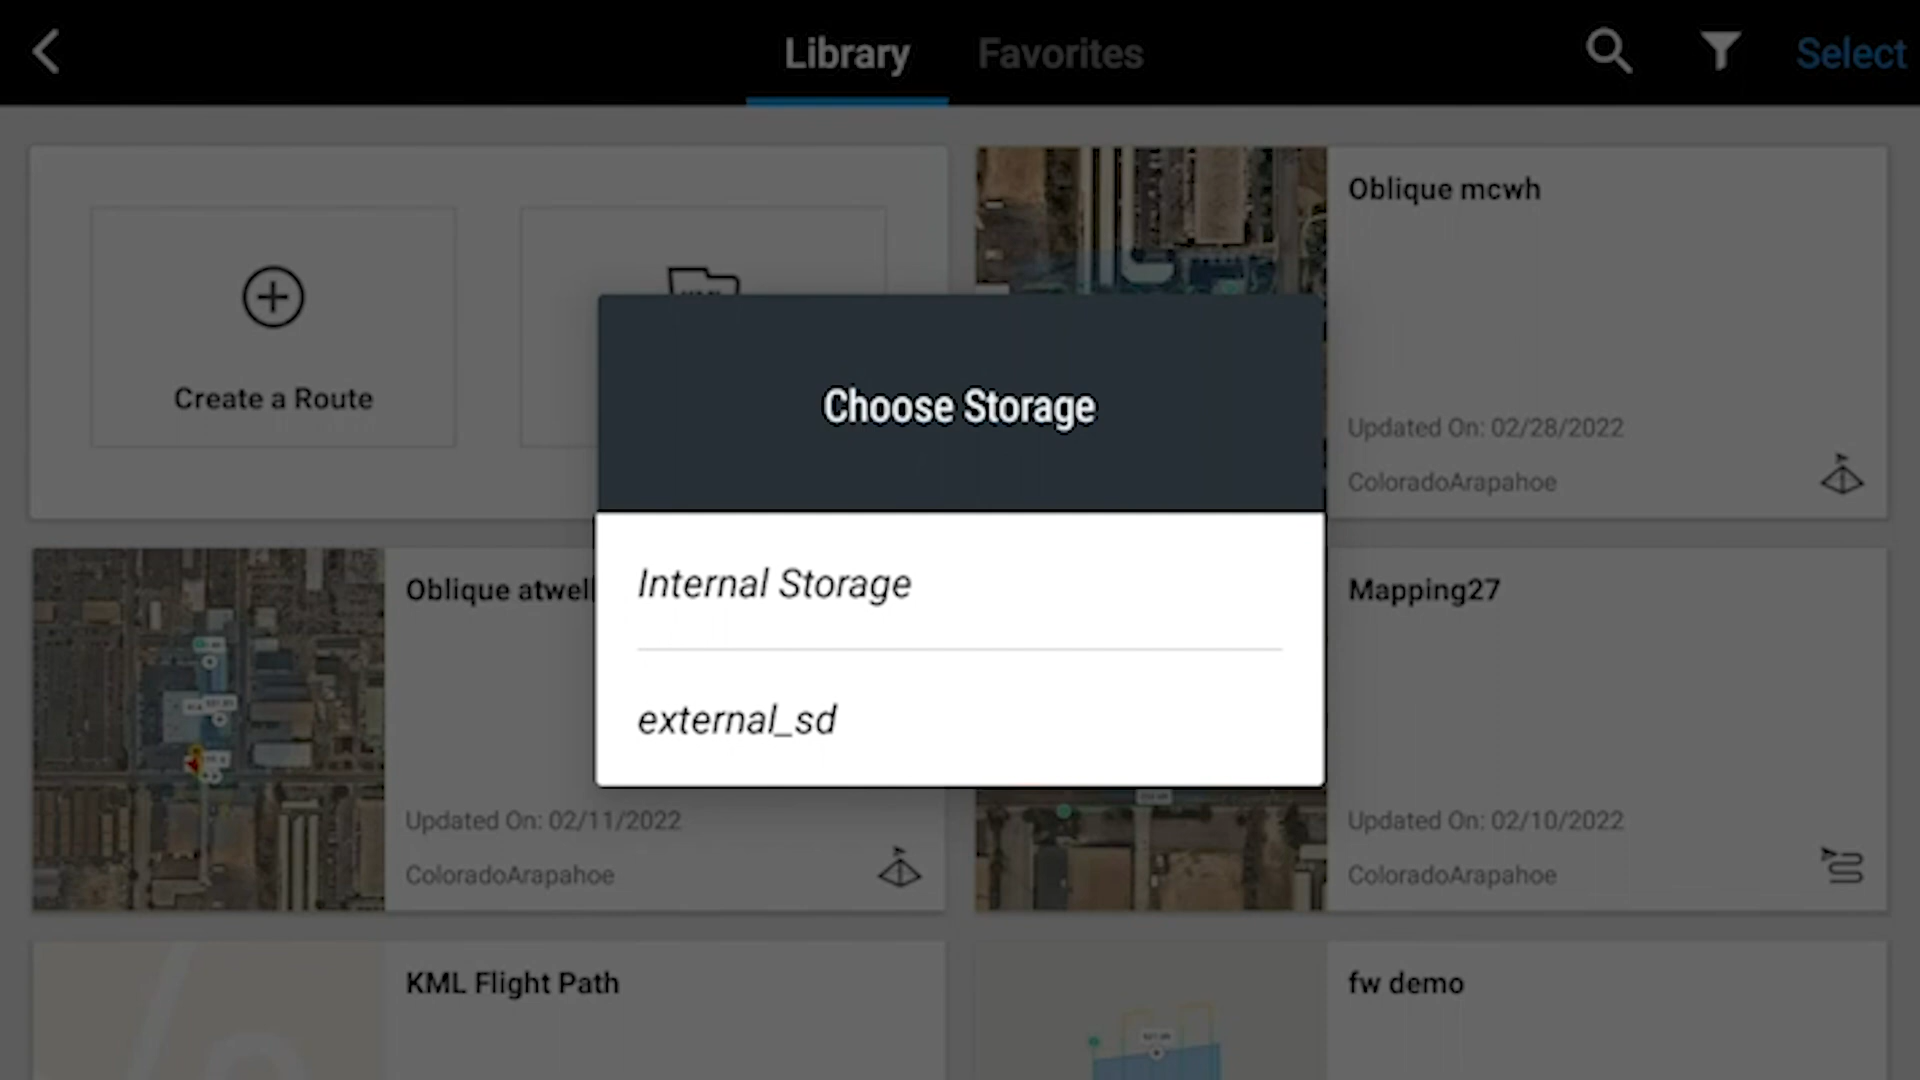 Library
Favorites
Select
Create a Route
Oblique mcwh
Updated On: 02/28/2022
ColoradoArapahoe
Choose Storage
Internal Storage
external_sd
Oblique atwell
Updated On: 02/11/2022
ColoradoArapahoe
Mapping27
Updated On: 02/10/2022
ColoradoArapahoe
KML Flight Path
fw demo